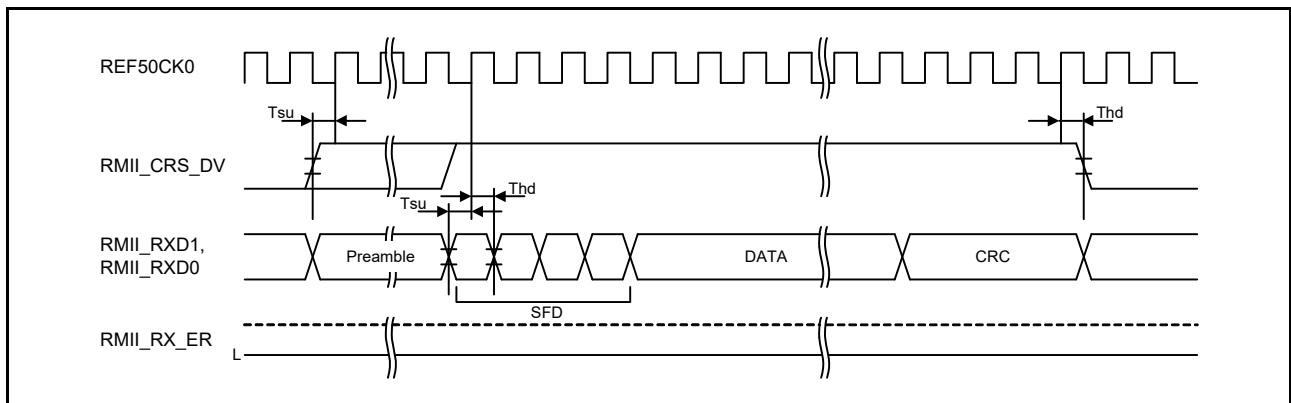 REF50CK0
Tsu
Thd
RMII_CRS_DV
Thd
Tsu
RMII_RXD1,
RMII_RXD0
Preamble
DATA
CRC
SFD
RMII_RX_ER
L